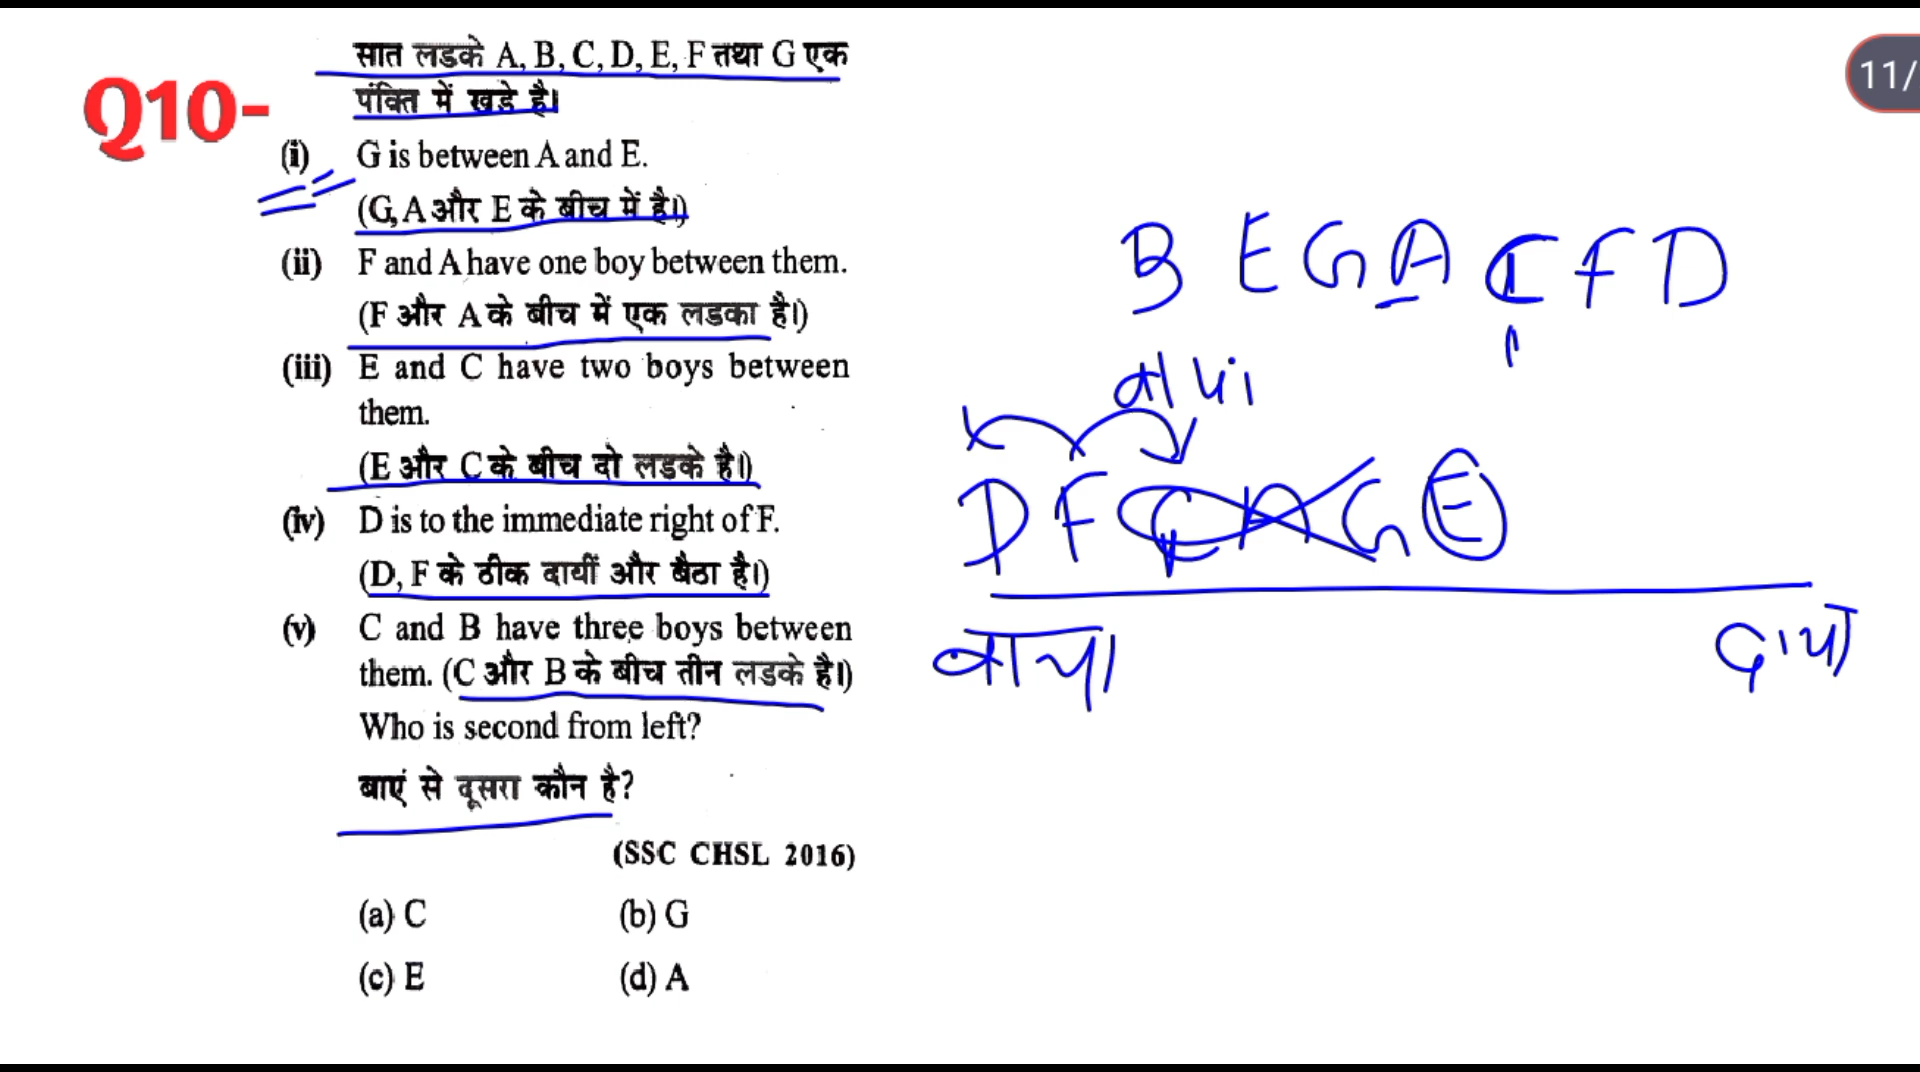 सात लडके A, B, C, D, E, F तथा G एक
Q10-
पंक्ति में खडे है।
(i) G is between A and E.
(G, A और E के बीच में है।)
(ii) F and A have one boy between them.
(F और A के बीच में एक लडका है।)
(iii) E and C have two boys between
them.
(E और C के बीच दो लडके है।)
(iv) D is to the immediate right of F.
(D, F के ठीक दायीं और बैठा है।)
(v) C and B have three boys between
them. (C और B के बीच तीन लडके है।)
Who is second from left?
बाएं से दूसरा कौन है?
(SSC CHSL 2016)
(a) C (b) G
(c) E (d) A
11/
B E G A C F D
D F C A G E
बाया